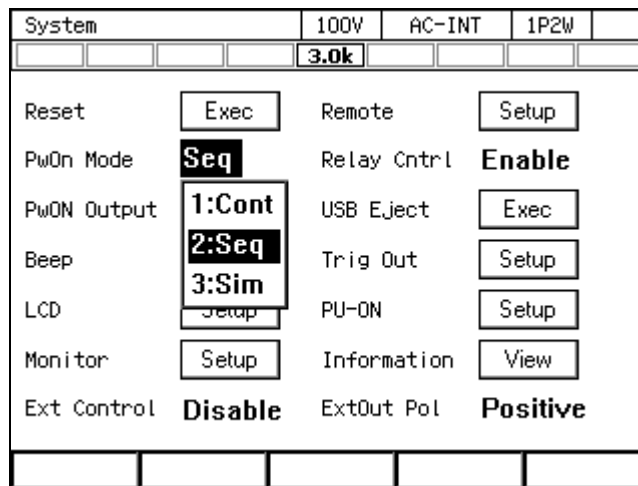 System 100V AC-INT 1P2W
3.0k
Reset Exec Remote Setup
PwOn Mode Seq Relay Cntrl Enable
PwON Output 1:Cont USB Eject Exec
2:Seq
Beep Trig Out Setup
3:Sim
LCD Setup PU-ON Setup
Monitor Setup Information View
Ext Control Disable ExtOut Pol Positive